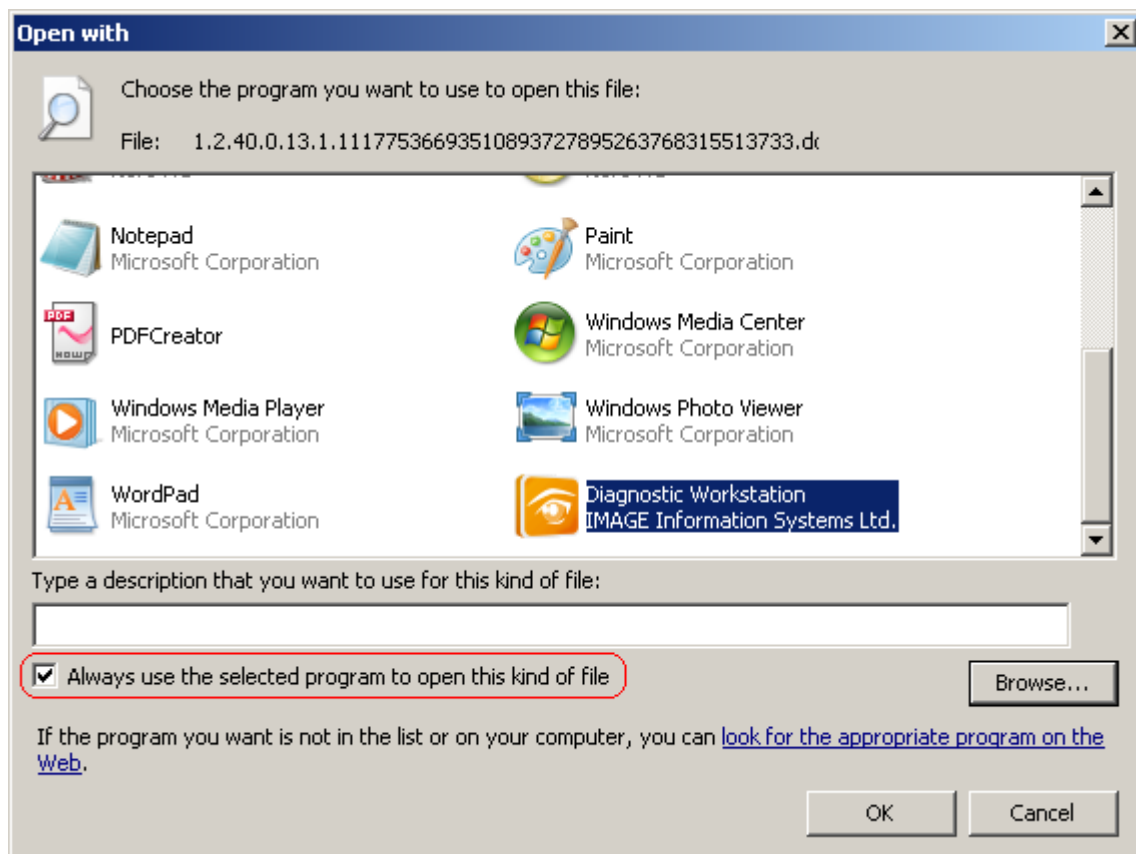 Open with
Choose the program you want to use to open this file:
File: 1.2.40.0.13.1.111775366935108937278952637683155 13733.dc
Notepad
Microsoft Corporation
Paint
Microsoft Corporation
PDFCreator
Windows Media Center
Microsoft Corporation
Windows Media Player
Microsoft Corporation
Windows Photo Viewer
Microsoft Corporation
WordPad
Microsoft Corporation
Diagnostic Workstation
IMAGE Information Systems Ltd.
Type a description that you want to use for this kind of file:
Always use the selected program to open this kind of file
Browse...
If the program you want is not in the list or on your computer, you can look for the appropriate program on the
Web.
OK
Cancel